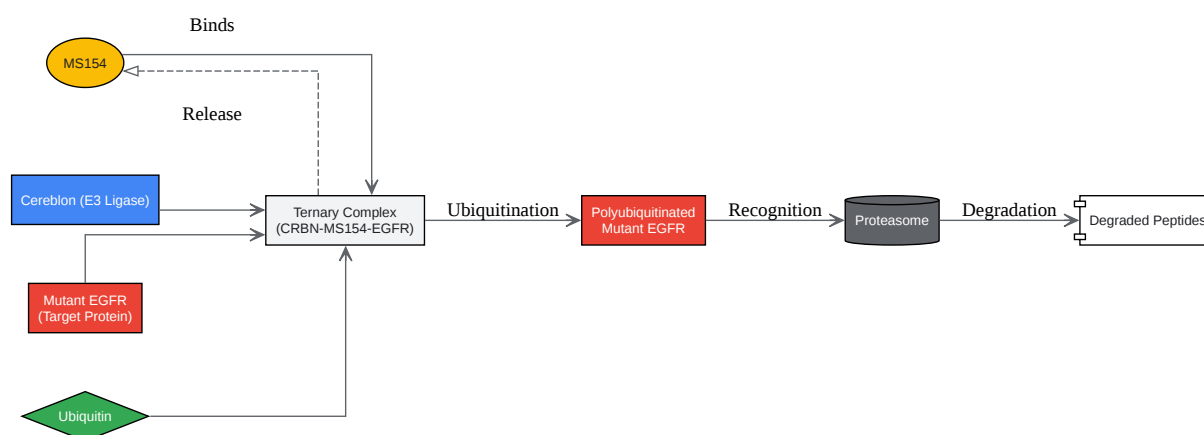 Binds
MS154
Release
Cereblon (E3 Ligase)
Ternary Complex
(CRBN-MS154-EGFR)
Ubiquitination
Polyubiquitinated
Mutant EGFR
Recognition
Proteasome
Degradation
Degraded Peptides
Mutant EGFR
(Target Protein)
Ubiquitin